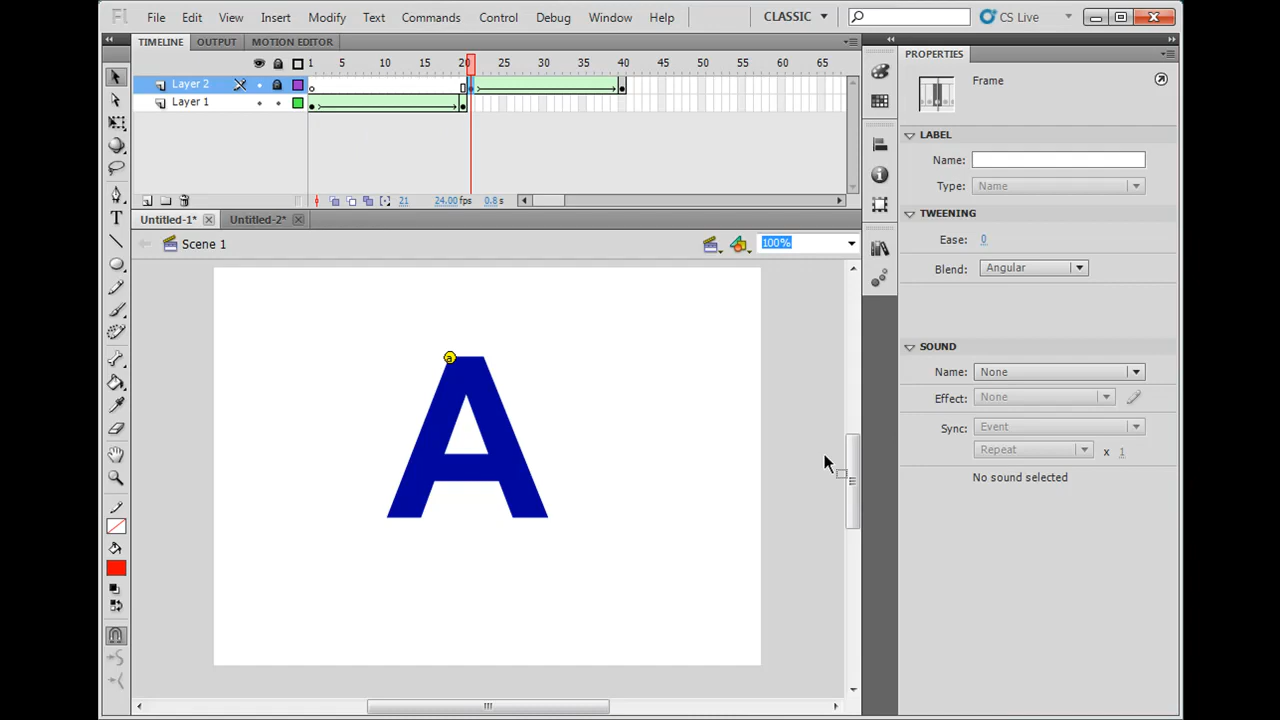 Fl File Edit View Insert Modify Text Commands Control Debug Window Help CLASSIC CS Live
TIMELINE OUTPUT MOTION EDITOR
1 5 10 15 20 25 30 35 40 45 50 55 60 65
Layer 2
Layer 1
21 24.00 fps 0.8 s
Untitled-1* Untitled-2*
Scene 1 100%
a
A
PROPERTIES
Frame
LABEL
Name:
Type: Name
TWEENING
Ease: 0
Blend: Angular
SOUND
Name: None
Effect: None
Sync: Event
Repeat x 1
No sound selected